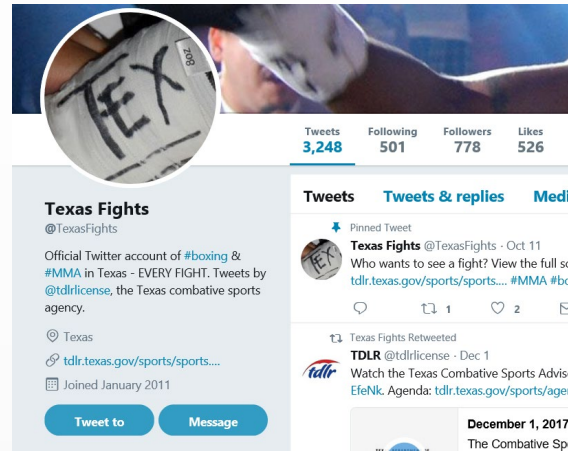 TEX
Boz
Tweets Following Followers Likes
3,248 501 778 526
Texas Fights
@TexasFights
Official Twitter account of #boxing &
#MMA in Texas - EVERY FIGHT. Tweets by
@tdlrlicense, the Texas combative sports
agency.
Texas
tdlr.texas.gov/sports/sports....
Joined January 2011
Tweet to Message
Tweets Tweets & replies Medi
Pinned Tweet
Texas Fights @TexasFights · Oct 11
Who wants to see a fight? View the full s
tdlr.texas.gov/sports/sports.... #MMA #bo
1 2
Texas Fights Retweeted
tdlr
TDLR @tdlrlicense · Dec 1
Watch the Texas Combative Sports Advis
EfeNk. Agenda: tdlr.texas.gov/sports/age
December 1, 2017
The Combative Sp